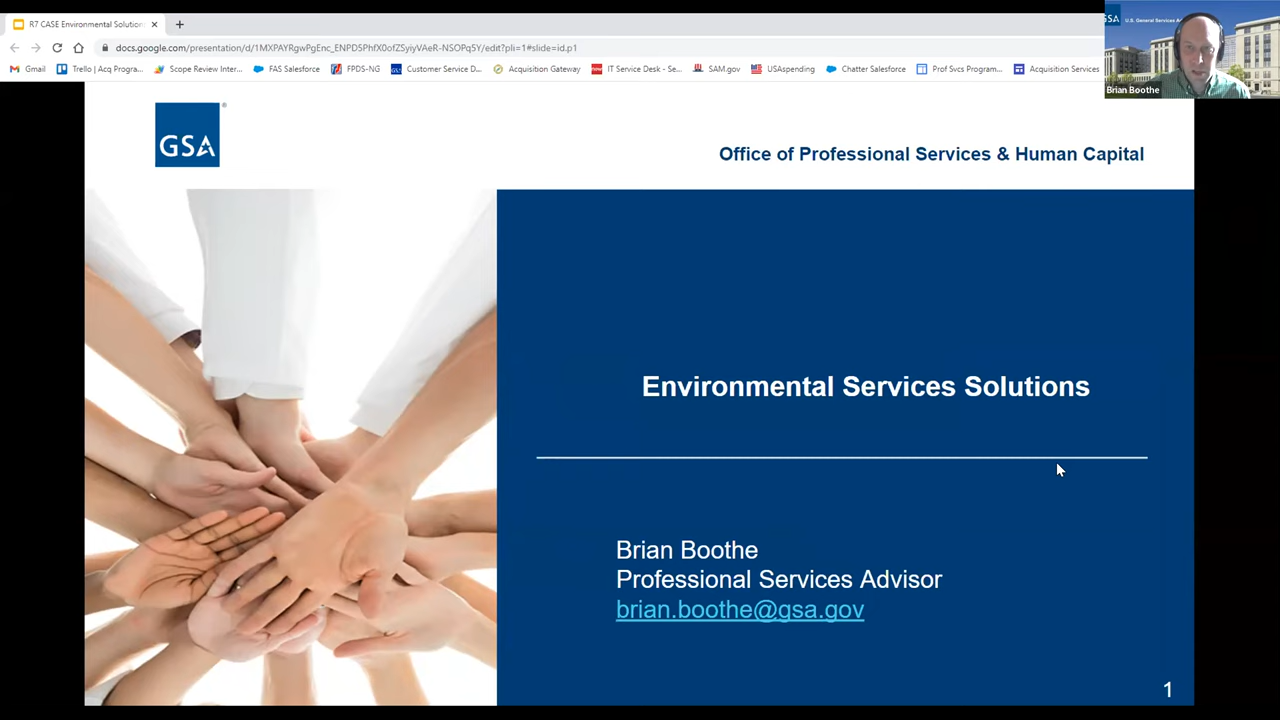 R7 CASE Environmental Solution
docs.google.com/presentation/d/1MXPAYRgwPgEnc_ENPD5PhfX0ofZSyiyVAeR-NSOPq5Y/edit?pli=1#slide=id.p1
Gmail
Trello | Acq Progra...
Scope Review Inter...
FAS Salesforce
FPDS-NG
Customer Service D...
Acquisition Gateway
IT Service Desk - Se...
SAM.gov
USAspending
Chatter Salesforce
Prof Svcs Program...
Acquisition Services
GSA
U.S. General Services A
Brian Boothe
GSA
Office of Professional Services & Human Capital
Environmental Services Solutions
Brian Boothe
Professional Services Advisor
brian.boothe@gsa.gov
1